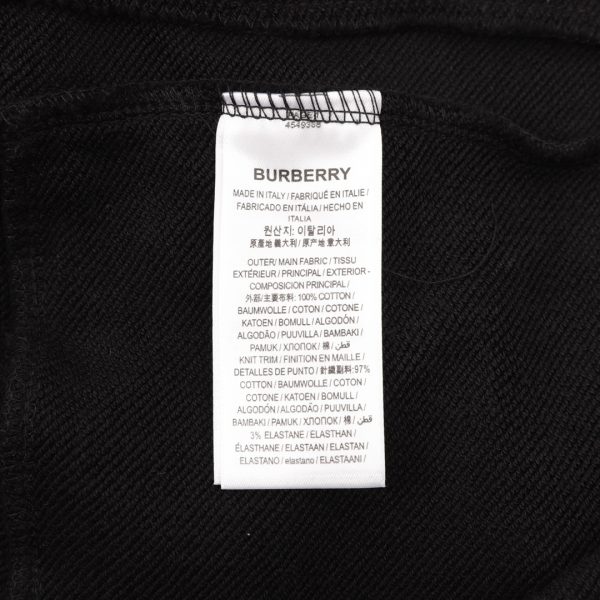 4549368
BURBERRY
MADE IN ITALY / FABRIQUÉ EN ITALIE /
FABRICADO EN ITÁLIA / HECHO EN
ITALIA
원산지: 이탈리아
原產地 義大利 / 原产地 意大利
OUTER/ MAIN FABRIC / TISSU
EXTÉRIEUR / PRINCIPAL / EXTERIOR -
COMPOSICION PRINCIPAL /
外部/主要布料: 100% COTTON /
BAUMWOLLE / COTON / COTONE /
KATOEN / BOMULL / ALGODÓN /
ALGODÃO / PUUVILLA / BAMBAKI /
PAMUK / ХЛОПОК / 棉 / قطن /
KNIT TRIM / FINITION EN MAILLE /
DETALLES DE PUNTO / 針織副料: 97%
COTTON / BAUMWOLLE / COTON /
COTONE / KATOEN / BOMULL /
ALGODÓN / ALGODÃO / PUUVILLA /
BAMBAKI / PAMUK / ХЛОПОК / 棉 / قطن /
3% ELASTANE / ELASTHAN /
ÉLASTHANE / ELASTAAN / ELASTAN /
ELASTANO / elastano / ELASTAANI /